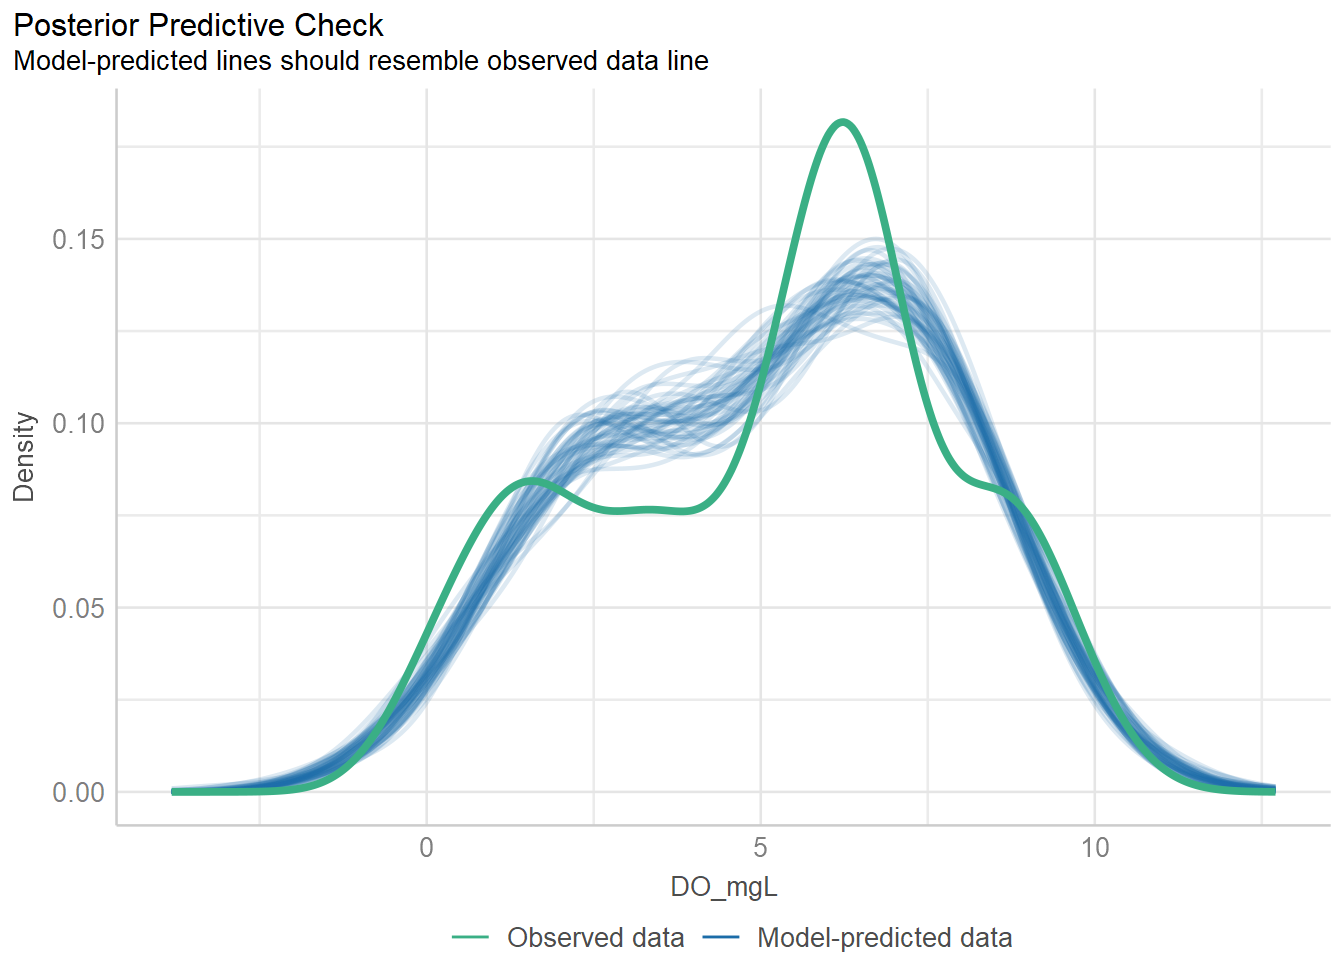 Posterior Predictive Check
Model-predicted lines should resemble observed data line
Density
0.15
0.10
0.05
0.00
0
5
10
DO_mgL
Observed data
Model-predicted data